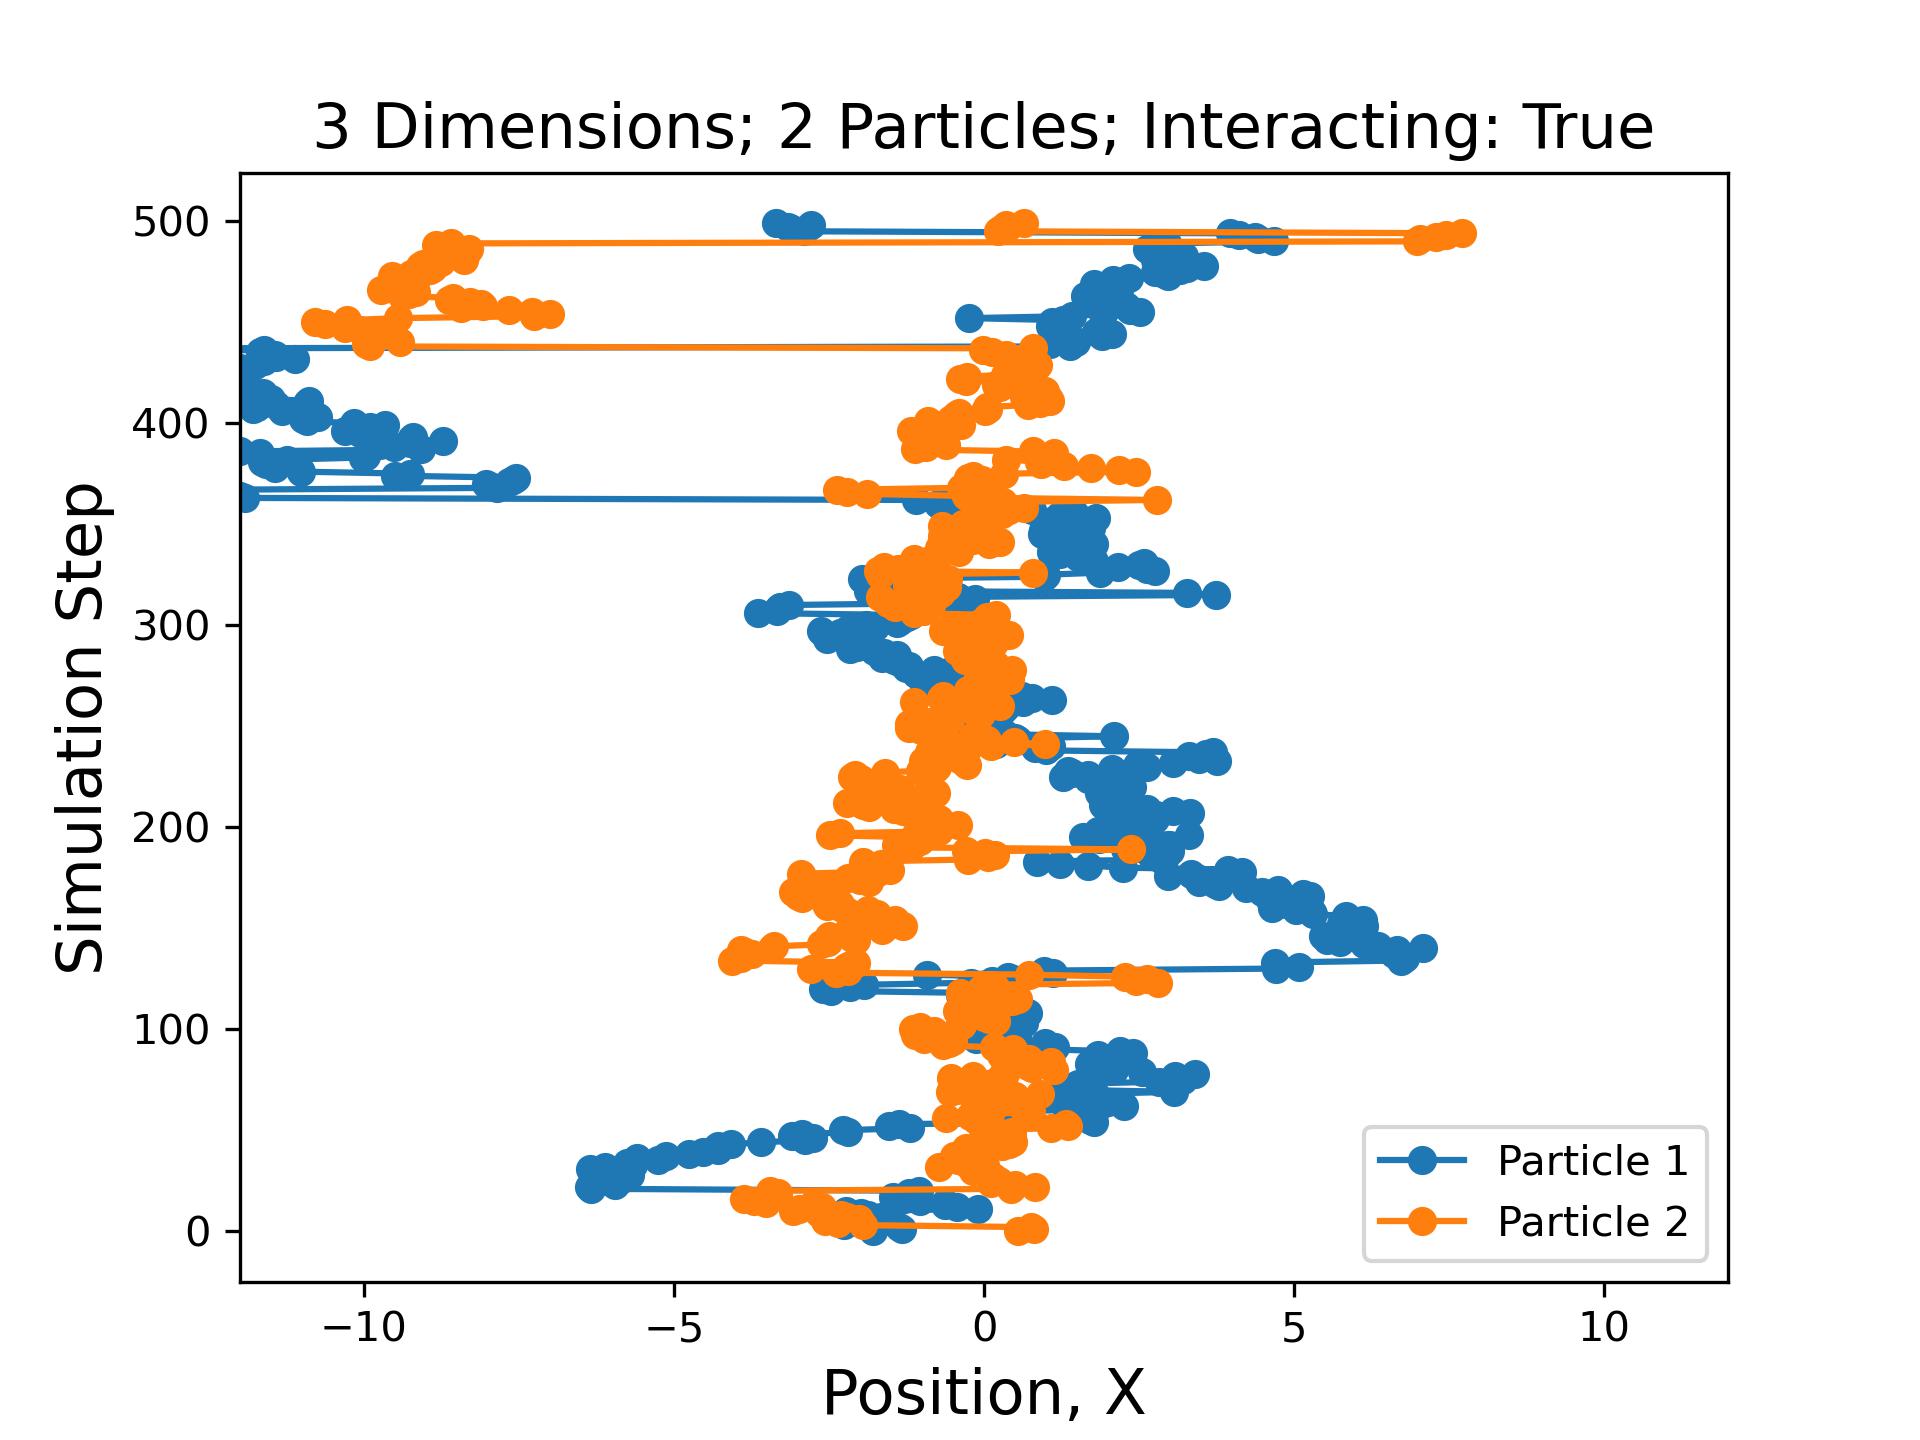 3 Dimensions; 2 Particles; Interacting: True
500
400
300
200
100
0
Simulation Step
−10
−5
0
5
10
Position, X
Particle 1
Particle 2